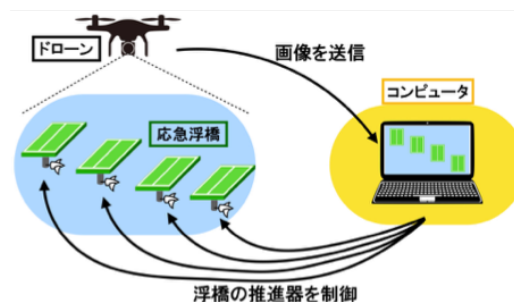 ドローン
画像を送信
コンピュータ
応急浮橋
浮橋の推進器を制御